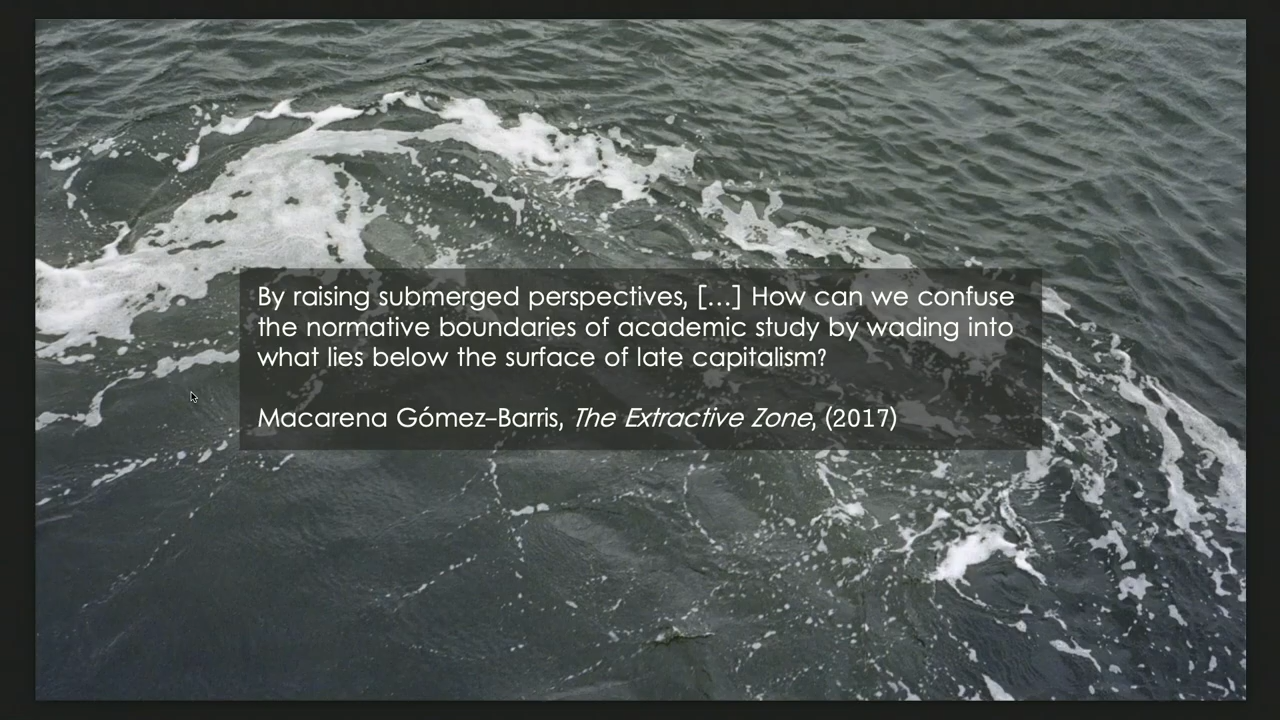 By raising submerged perspectives, […] How can we confuse
the normative boundaries of academic study by wading into
what lies below the surface of late capitalism?
Macarena Gómez–Barris, The Extractive Zone, (2017)